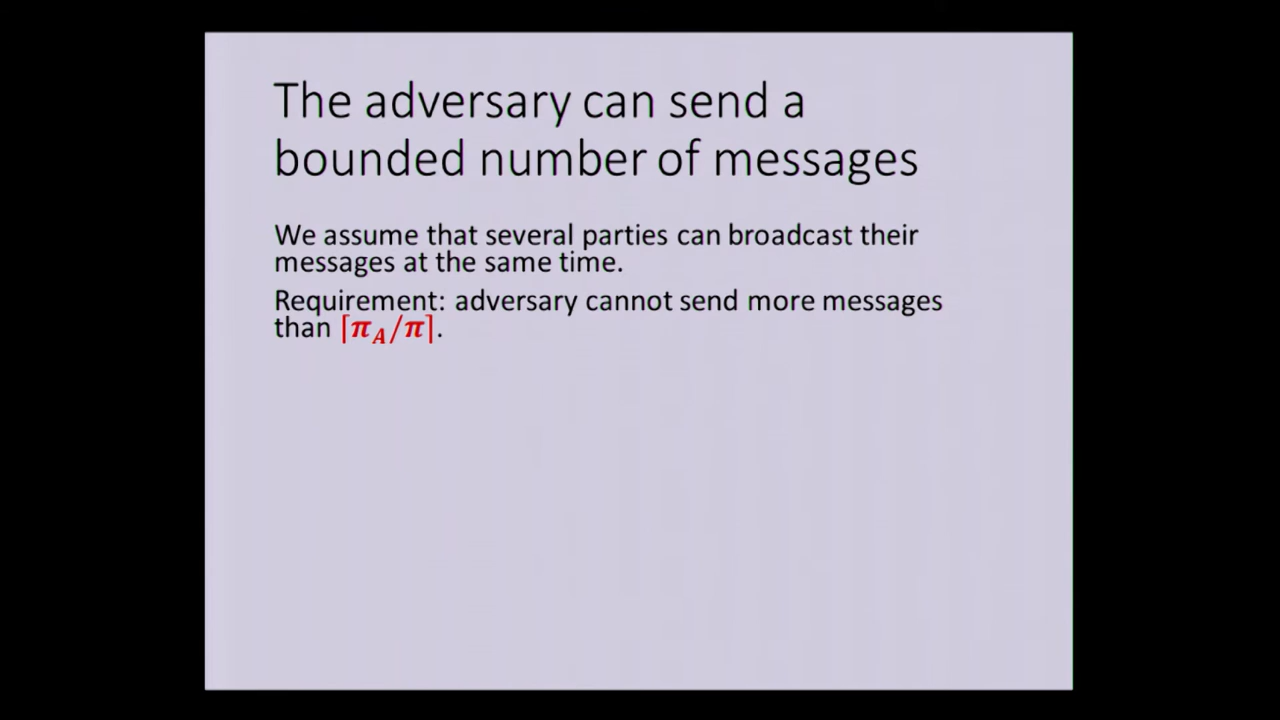 The adversary can send a
bounded number of messages
We assume that several parties can broadcast their
messages at the same time.
Requirement: adversary cannot send more messages
than ⌈π_A/π⌉.